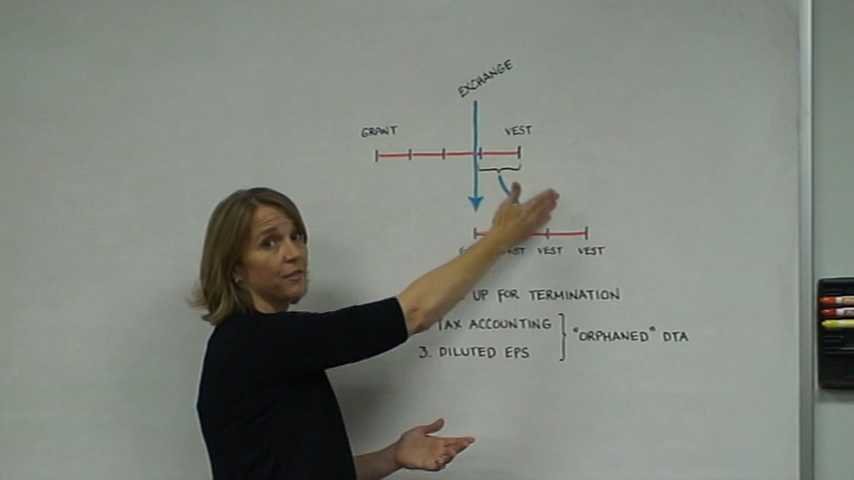 EXCHANGE
GRANT VEST
VEST VEST
UP FOR TERMINATION
TAX ACCOUNTING
"ORPHANED" DTA
3. DILUTED EPS